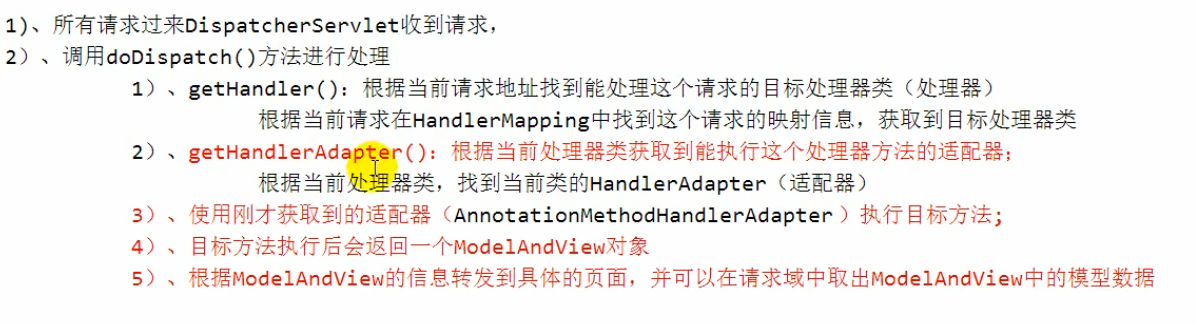 1)、所有请求过来DispatcherServlet收到请求，
2）、调用doDispatch()方法进行处理
1）、getHandler()：根据当前请求地址找到能处理这个请求的目标处理器类（处理器）
根据当前请求在HandlerMapping中找到这个请求的映射信息，获取到目标处理器类
2）、getHandlerAdapter()：根据当前处理器类获取到能执行这个处理器方法的适配器；
根据当前处理器类，找到当前类的HandlerAdapter（适配器）
3）、使用刚才获取到的适配器（AnnotationMethodHandlerAdapter ）执行目标方法；
4）、目标方法执行后会返回一个ModelAndView对象
5）、根据ModelAndView的信息转发到具体的页面，并可以在请求域中取出ModelAndView中的模型数据